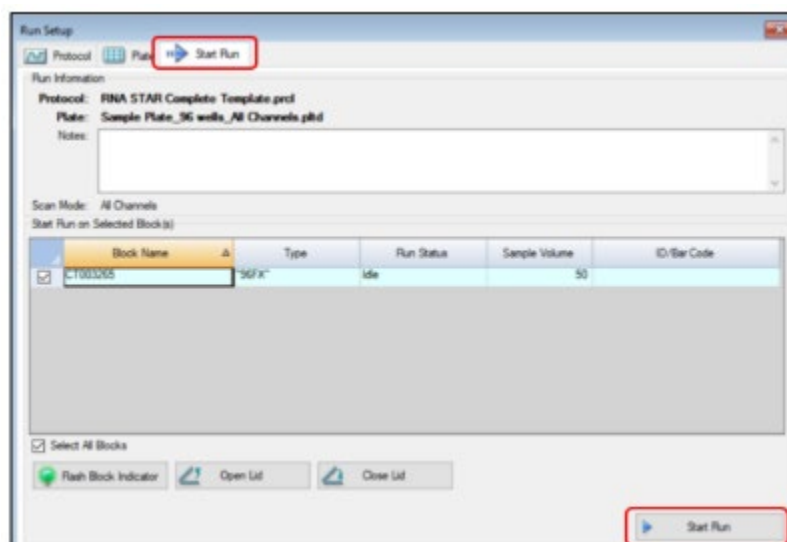 Run Setup
Protocol Plate Start Run
Run Information
Protocol: RNA STAR Complete Template.prcl
Plate: Sample Plate_96 wells_All Channels.pltd
Notes:
Scan Mode: All Channels
Start Run on Selected Block(s)
Block Name Type Run Status Sample Volume ID/Bar Code
CT003265 "96FX" Idle 50
Select All Blocks
Flash Block Indicator Open Lid Close Lid
Start Run